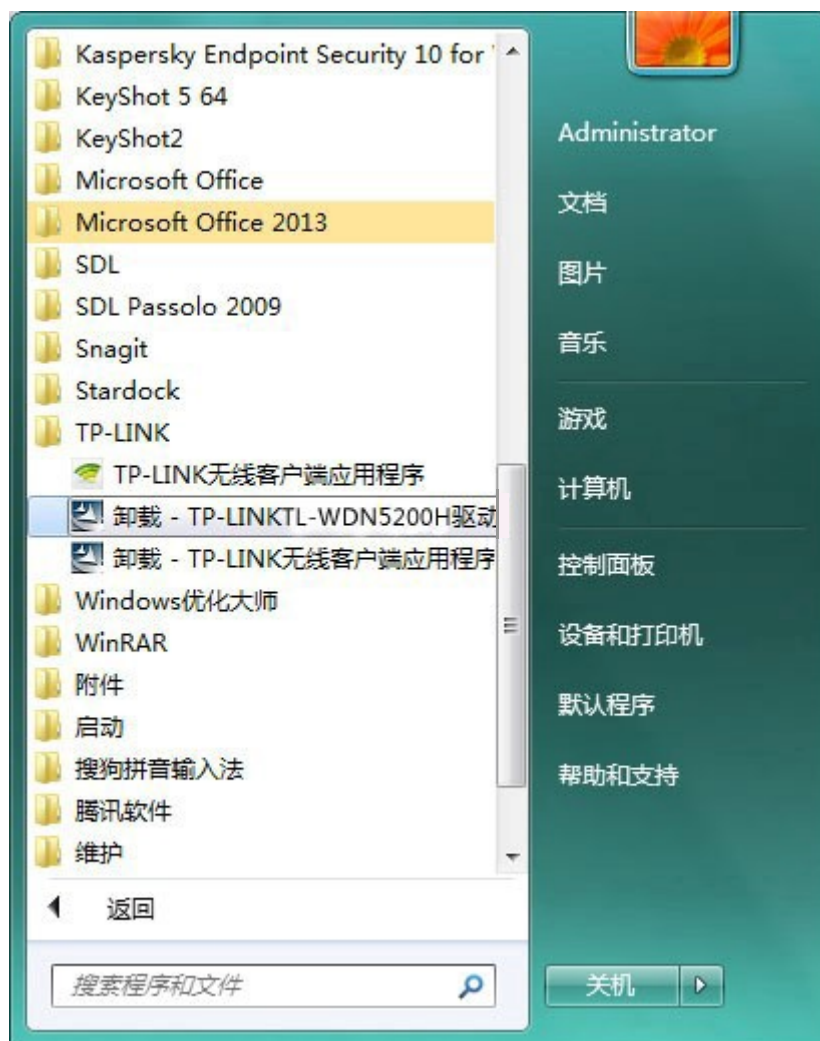 Kaspersky Endpoint Security 10 for
KeyShot 5 64
KeyShot2
Microsoft Office
Microsoft Office 2013
SDL
SDL Passolo 2009
Snagit
Stardock
TP-LINK
TP-LINK无线客户端应用程序
卸载 - TP-LINKTL-WDN5200H驱动
卸载 - TP-LINK无线客户端应用程序
Windows优化大师
WinRAR
附件
启动
搜狗拼音输入法
腾讯软件
维护
返回
搜索程序和文件
Administrator
文档
图片
音乐
游戏
计算机
控制面板
设备和打印机
默认程序
帮助和支持
关机